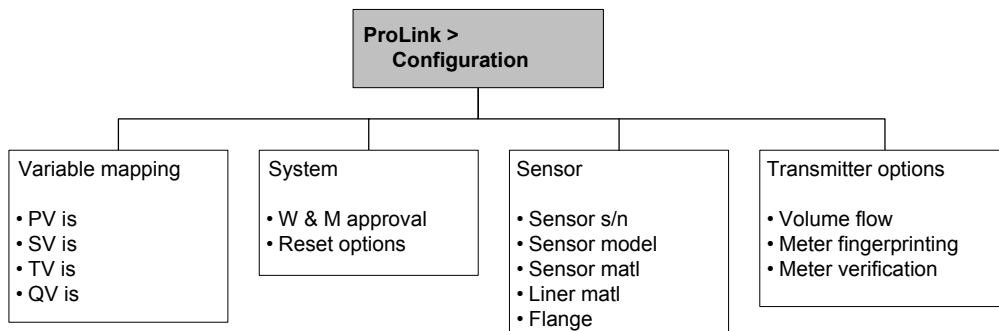 ProLink >
Configuration
Variable mapping
• PV is
• SV is
• TV is
• QV is
System
• W & M approval
• Reset options
Sensor
• Sensor s/n
• Sensor model
• Sensor matl
• Liner matl
• Flange
Transmitter options
• Volume flow
• Meter fingerprinting
• Meter verification